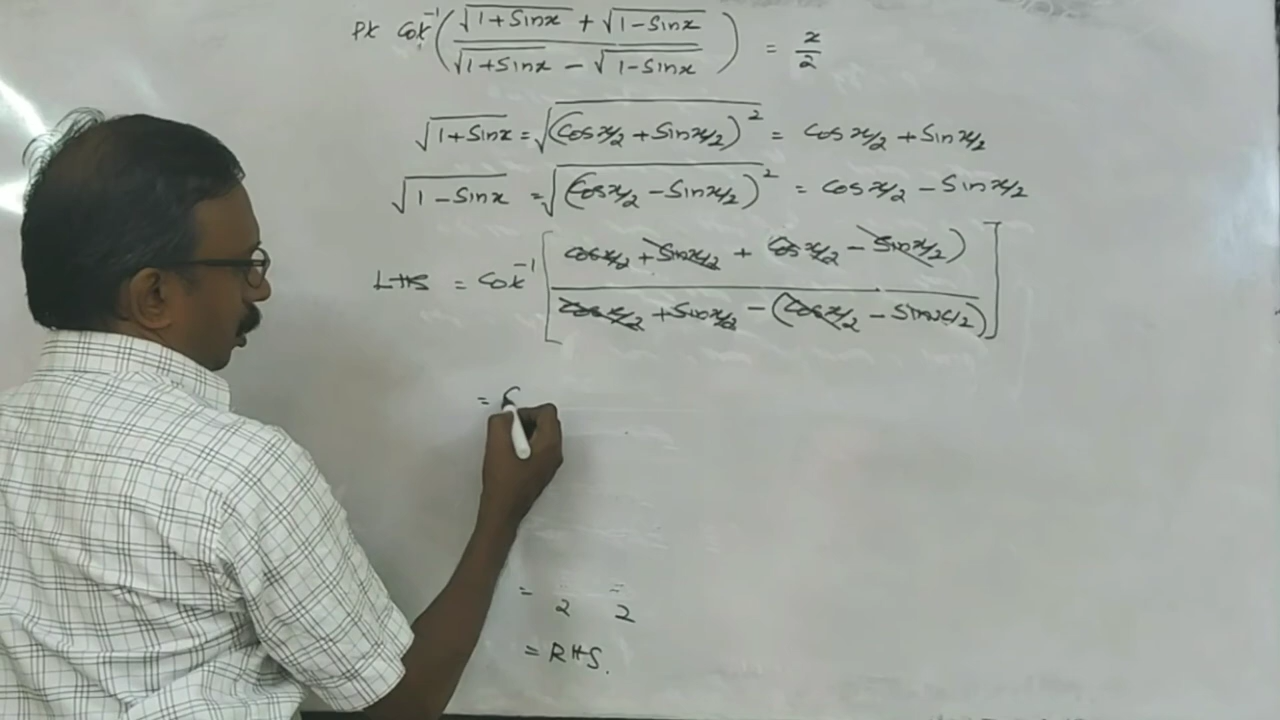 PT Cot⁻¹((√(1+Sinx) + √(1-Sinx))/(√(1+Sinx) - √(1-Sinx))) = x/2
√(1+Sinx) = √((Cos x/2 + Sin x/2)²) = Cos x/2 + Sin x/2
√(1-Sinx) = √((Cos x/2 - Sin x/2)²) = Cos x/2 - Sin x/2
LHS = Cot⁻¹[(Cos x/2 + Sin x/2 + Cos x/2 - Sin x/2))/(Cos x/2 + Sin x/2 - (Cos x/2 - Sin x/2))]
= C
= 2 2
= RHS.